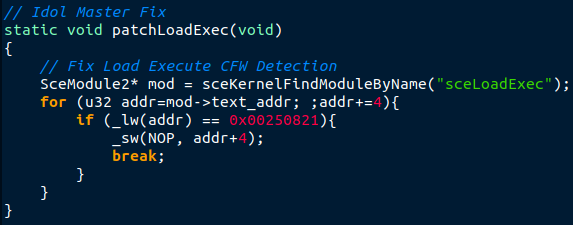 // Idol Master Fix
static void patchLoadExec(void)
{
    // Fix Load Execute CFW Detection
    SceModule2* mod = sceKernelFindModuleByName("sceLoadExec");
    for (u32 addr=mod->text_addr; ;addr+=4){
        if (_lw(addr) == 0x00250821){
            _sw(NOP, addr+4);
            break;
        }
    }
}